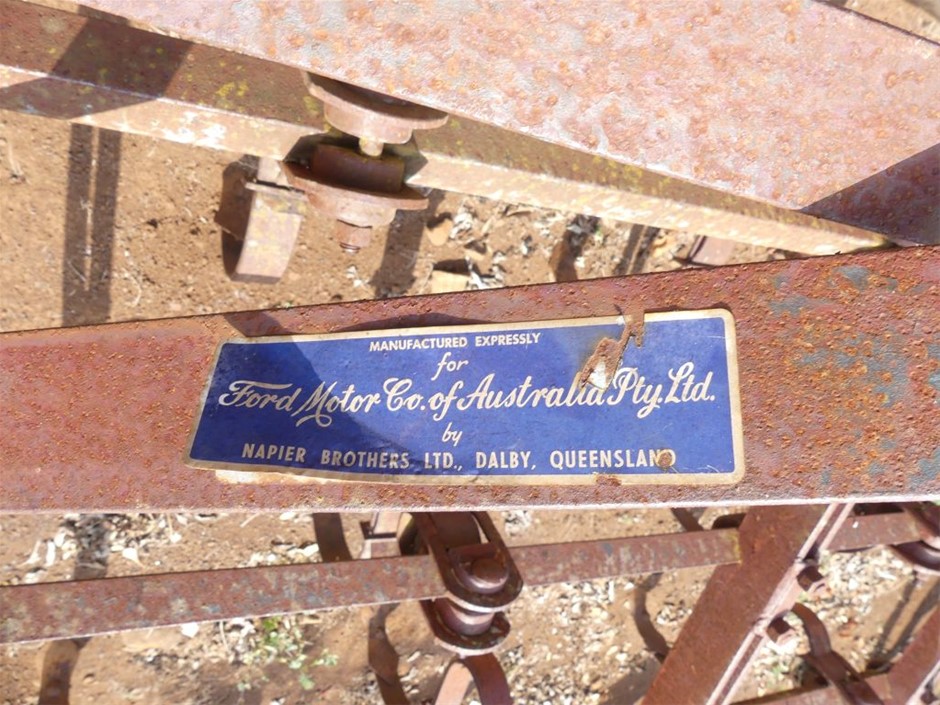 MANUFACTURED EXPRESSLY
for
Ford Motor Co. of Australia Pty. Ltd.
by
NAPIER BROTHERS LTD., DALBY, QUEENSLAND